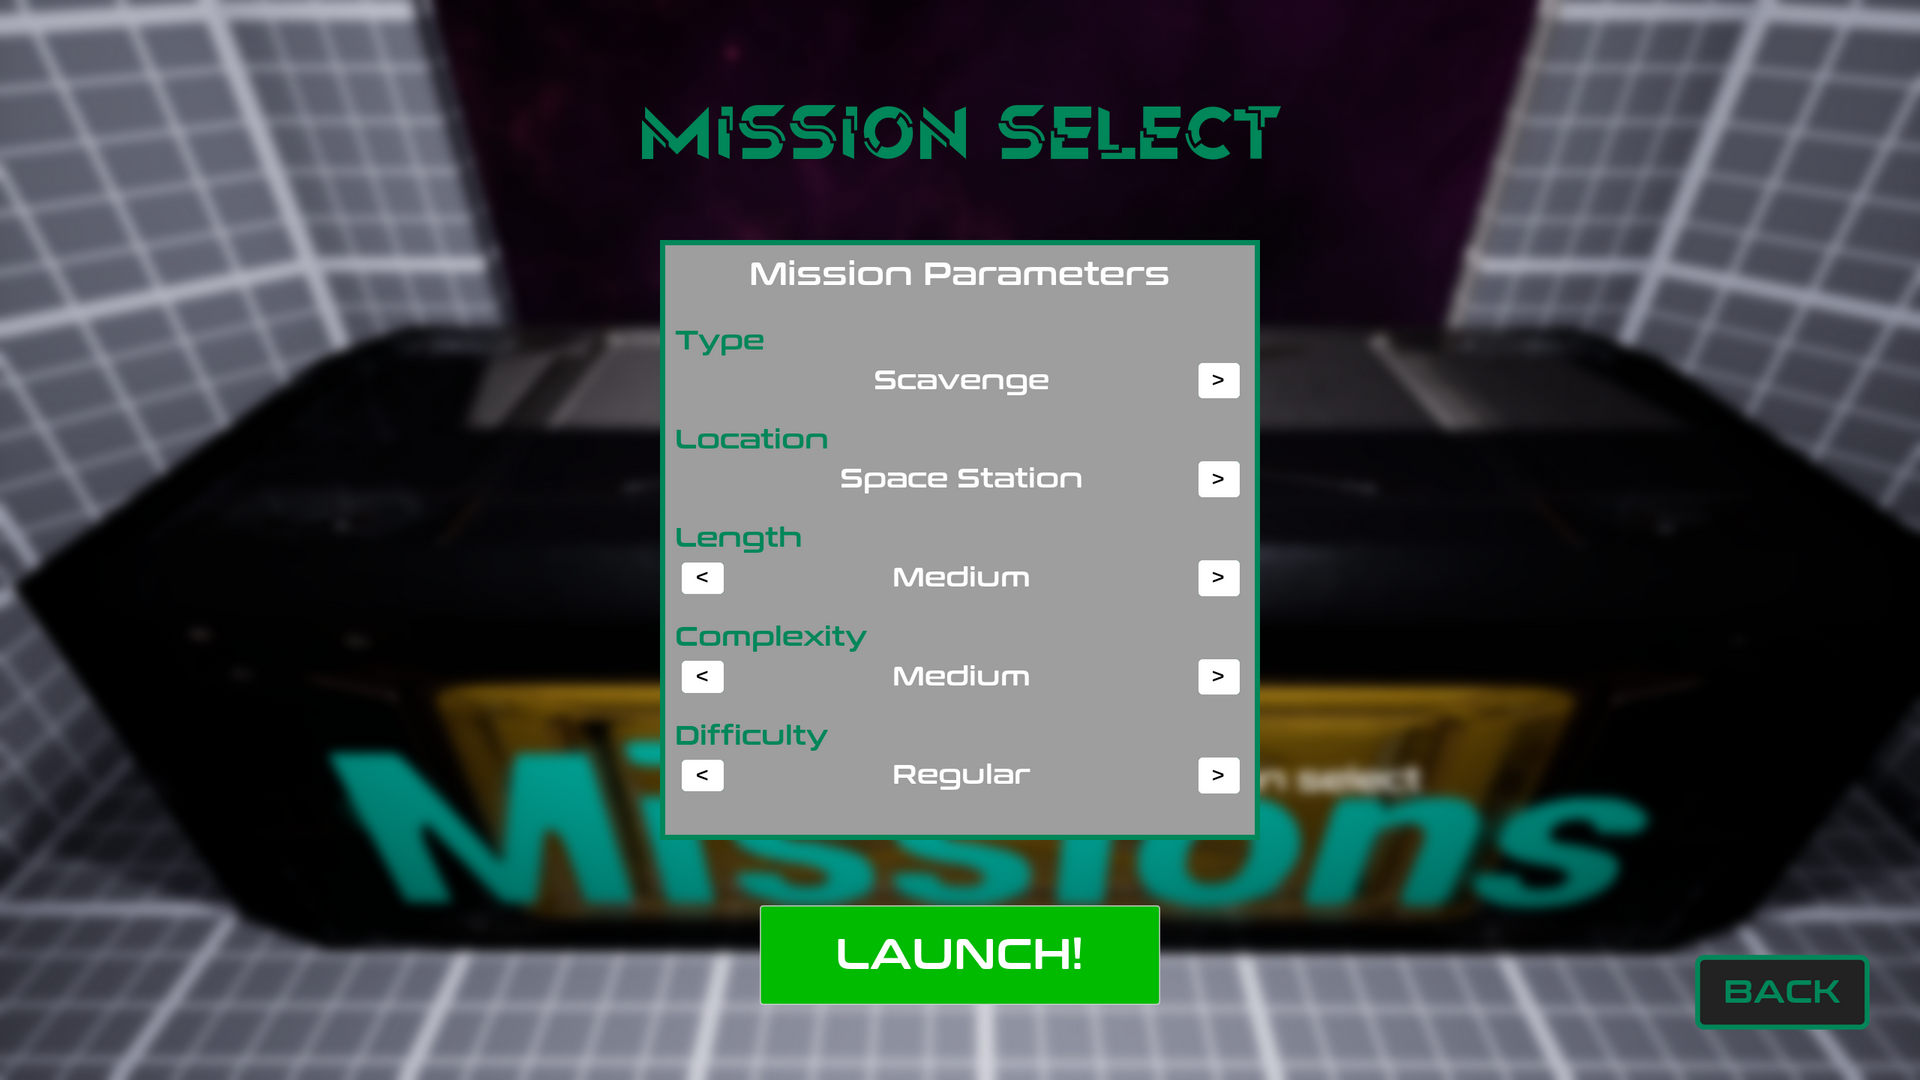 MISSION SELECT
Mission Parameters
Type
Scavenge >
Location
Space Station >
Length
< Medium >
Complexity
< Medium >
Difficulty
< Regular >
select
Missions
LAUNCH!
BACK